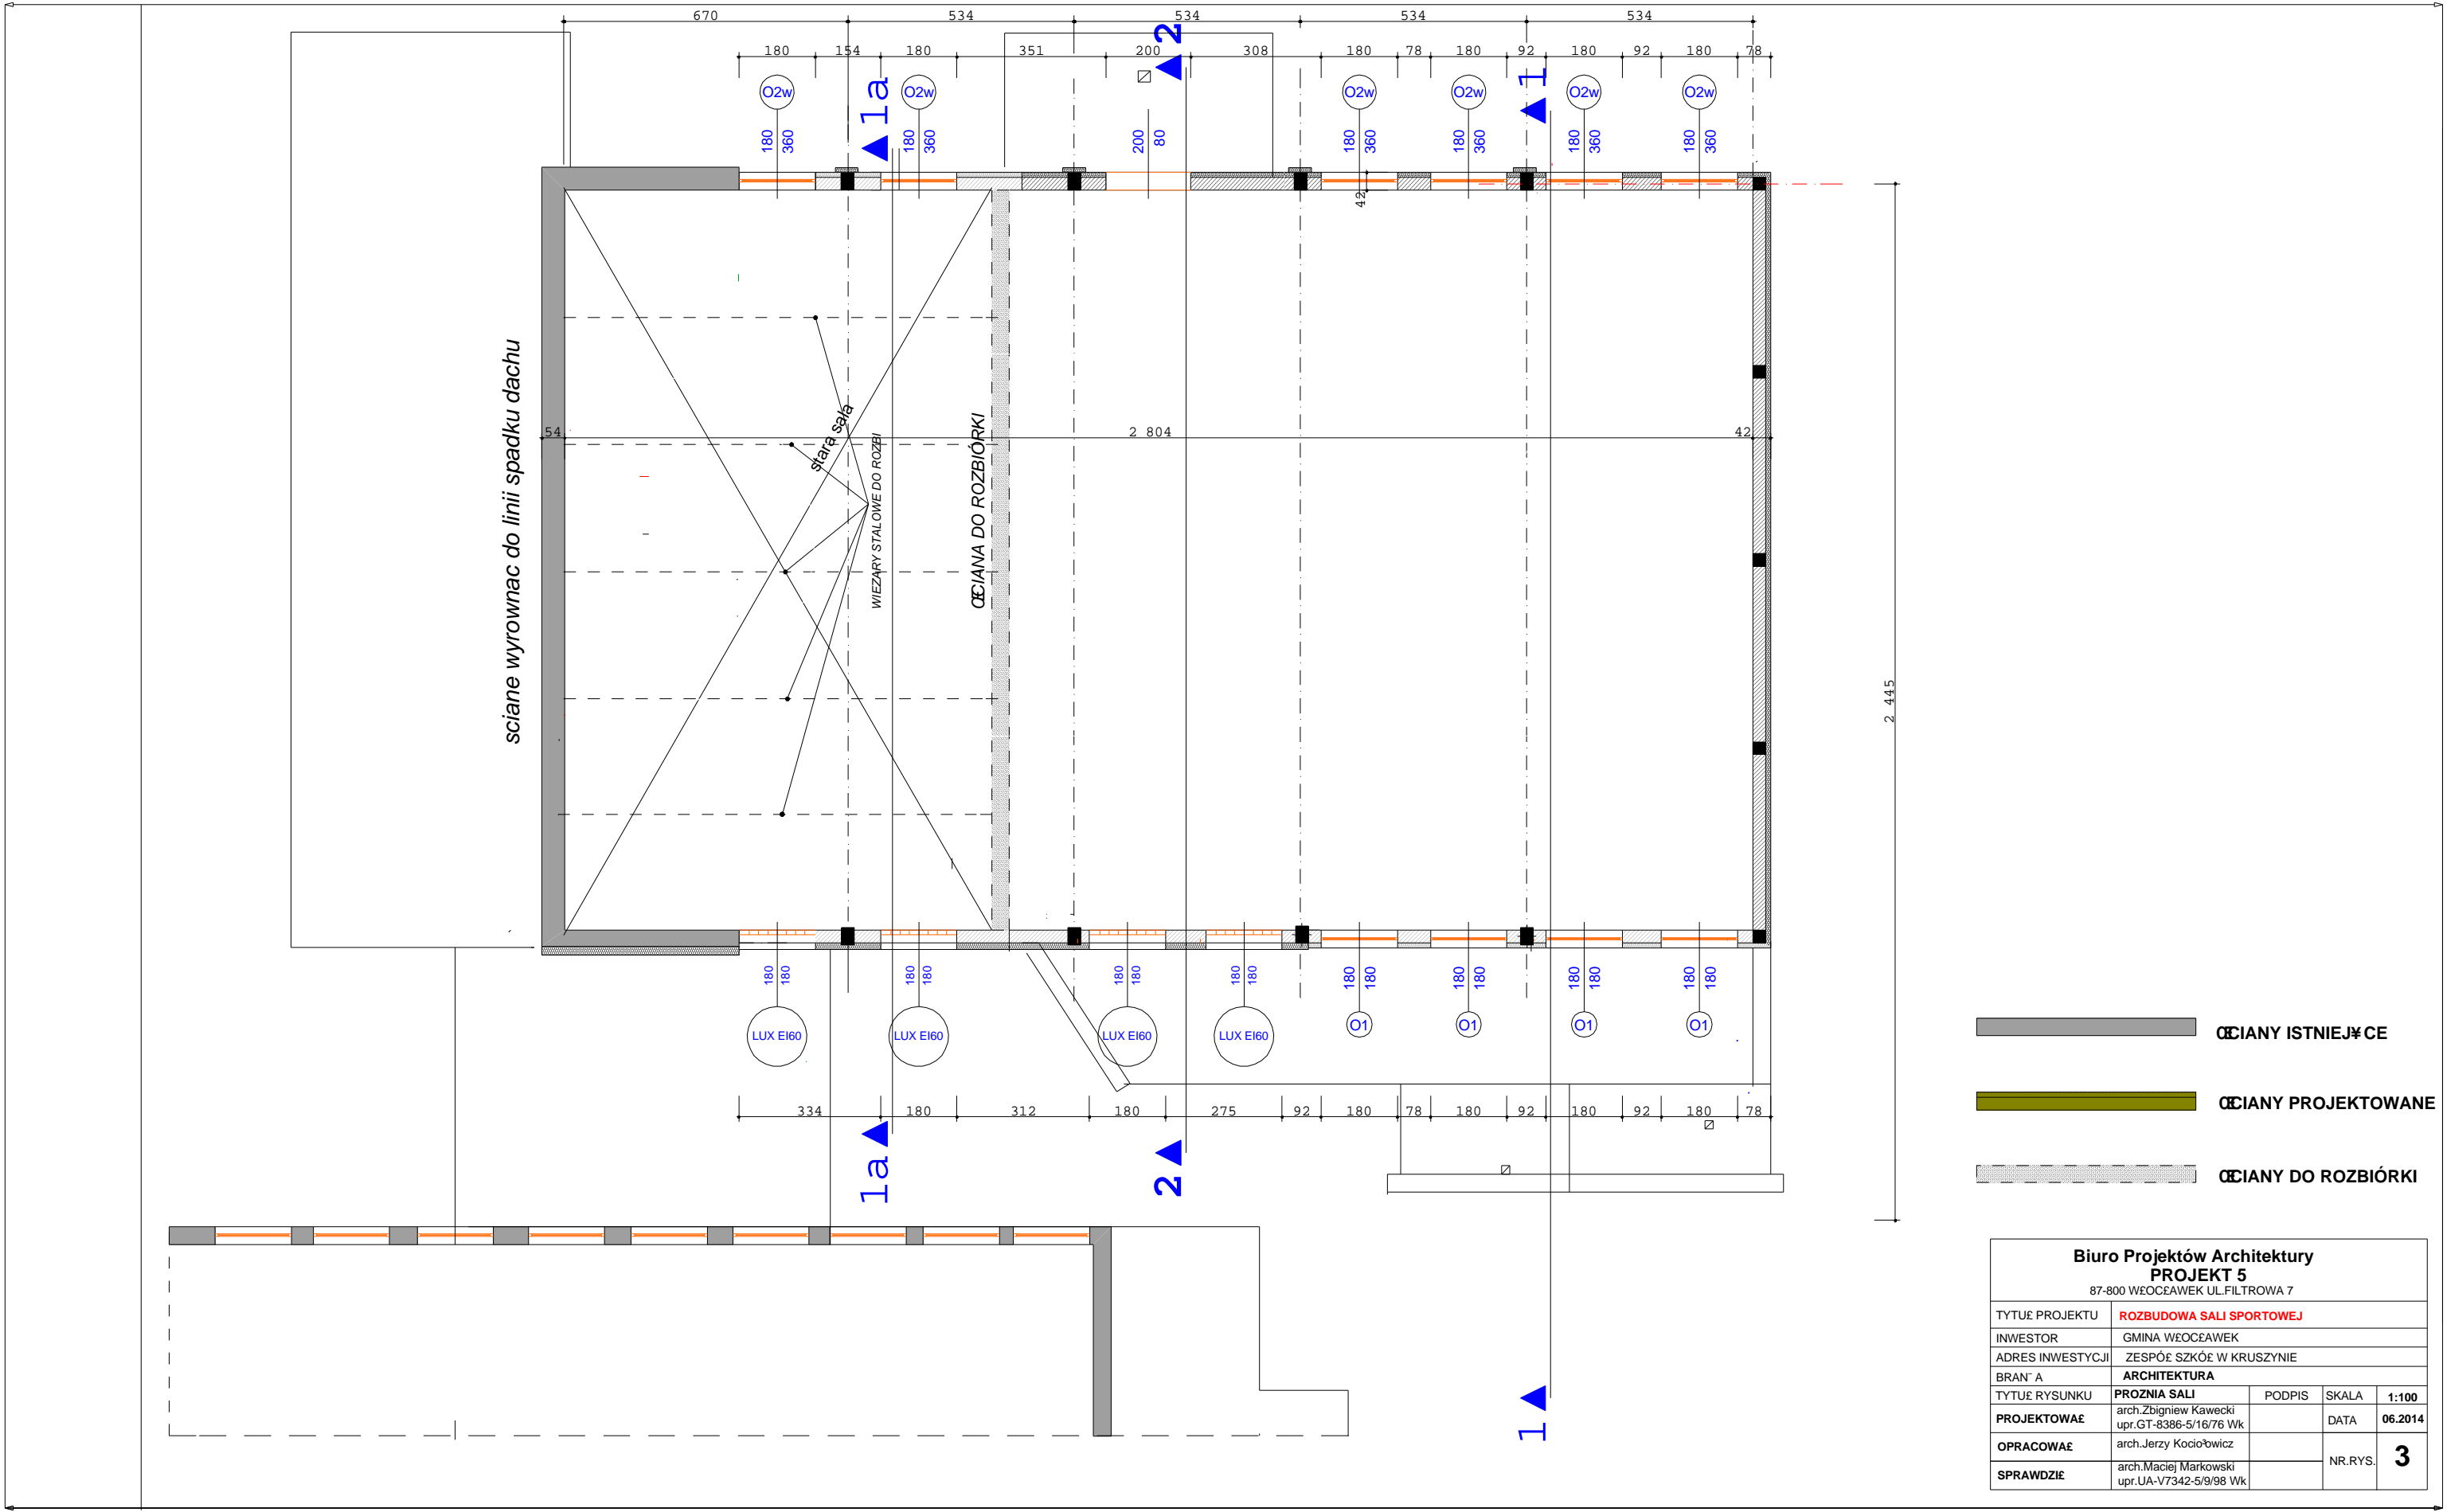 670 534 534 534 534
180 154 180 351 200 308 180 78 180 92 180 92 180 78
2
1a
1
O2w O2w O2w O2w O2w O2w
180 360
180 360
200 80
180 360
180 360
180 360
180 360
42
sciane wyrownac do linii spadku dachu
stara sala
WIEZARY STALOWE DO ROZBI
ŒCIANA DO ROZBIÓRKI
54 2 804 42
2 445
180 180
180 180
180 180
180 180
180 180
180 180
180 180
180 180
LUX EI60 LUX EI60 LUX EI60 LUX EI60 O1 O1 O1 O1
334 180 312 180 275 92 180 78 180 92 180 92 180 78
1a
2
1
ŒCIANY ISTNIEJ¥CE
ŒCIANY PROJEKTOWANE
ŒCIANY DO ROZBIÓRKI
Biuro Projektów Architektury
PROJEKT 5
87-800 W£OC£AWEK UL.FILTROWA 7
TYTU£ PROJEKTU ROZBUDOWA SALI SPORTOWEJ
INWESTOR GMINA W£OC£AWEK
ADRES INWESTYCJI ZESPÓ£ SZKÓ£ W KRUSZYNIE
BRAN¯A ARCHITEKTURA
TYTU£ RYSUNKU PROZNIA SALI PODPIS SKALA 1:100
PROJEKTOWA£ arch.Zbigniew Kawecki
upr.GT-8386-5/16/76 Wk DATA 06.2014
OPRACOWA£ arch.Jerzy Kocio³owicz
NR.RYS. 3
SPRAWDZI£ arch.Maciej Markowski
upr.UA-V7342-5/9/98 Wk